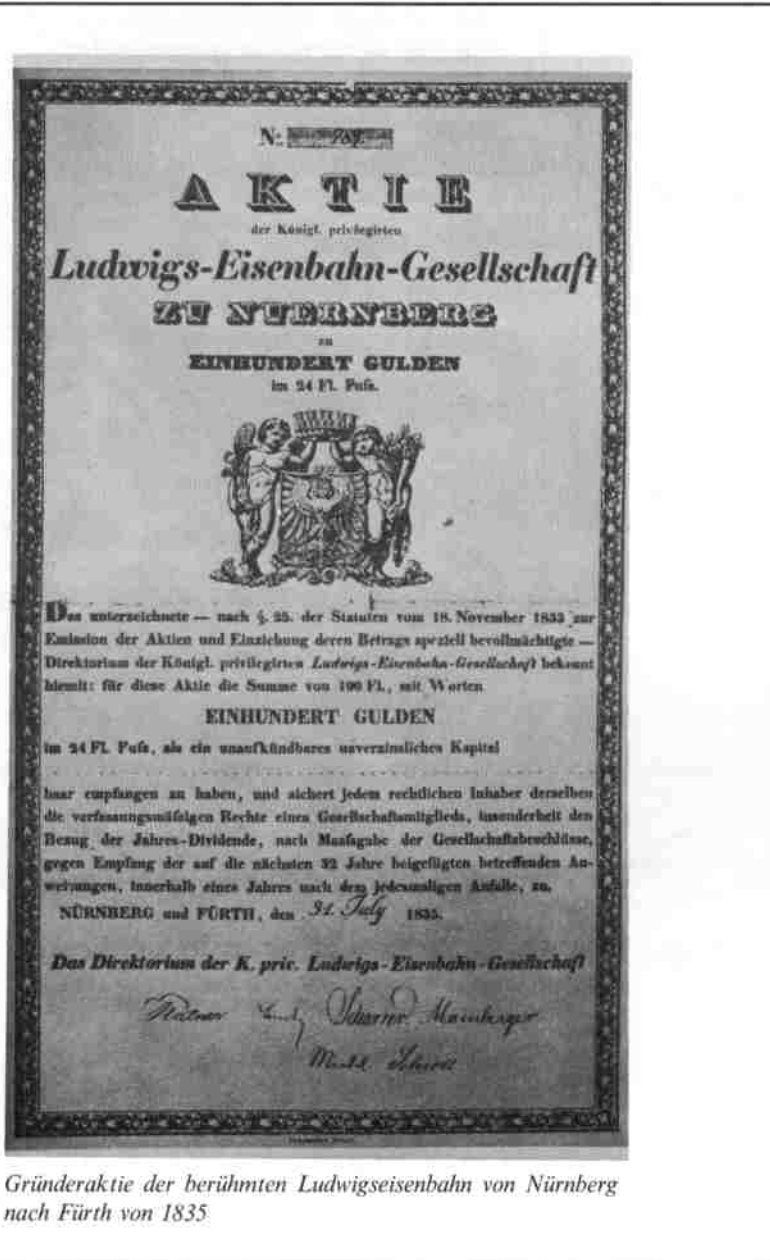 N:
AKTIE
der Königl. privilegirten
Ludwigs-Eisenbahn-Gesellschaft
ZU NUERNBERG
zu
EINHUNDERT GULDEN
im 24 Fl. Fuſs.
Das unterzeichnete — nach §. 25. der Statuten vom 18. November 1833 zur
Emission der Aktien und Einziehung deren Betrags speziell bevollmächtigte —
Direktorium der Königl. privilegirten Ludwigs-Eisenbahn-Gesellschaft bekennt
hiemit: für diese Aktie die Summe von 100 Fl., mit Worten
EINHUNDERT GULDEN
im 24 Fl. Fuſs, als ein unaufkündbares unverzinsliches Kapital
baar empfangen zu haben, und sichert jedem rechtlichen Inhaber derselben
die verfassungsmäſsigen Rechte eines Gesellschaftsmitglieds, insonderheit den
Bezug der Jahres-Dividende, nach Maasgabe der Gesellschaftsbeschlüsse,
gegen Empfang der auf die nächsten 32 Jahre beigefügten betreffenden An-
weisungen, innerhalb eines Jahres nach dem jedesmaligen Anfalle, zu.
NÜRNBERG und FÜRTH, den 31. July 1835.
Das Direktorium der K. priv. Ludwigs-Eisenbahn-Gesellschaft
Platner Scharrer Mainberger
Gründeraktie der berühmten Ludwigseisenbahn von Nürnberg
nach Fürth von 1835